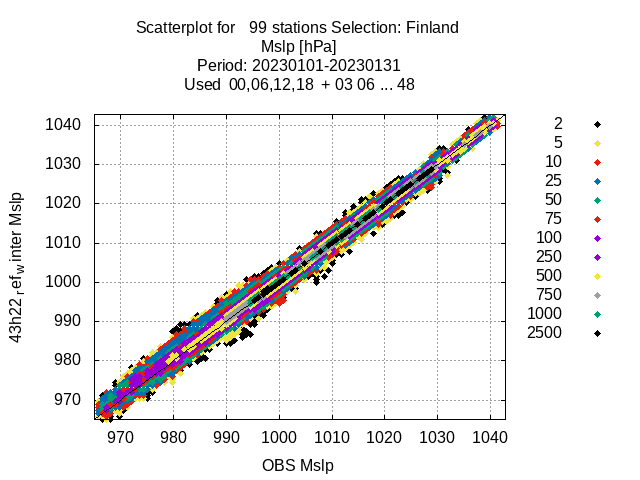 Scatterplot for 99 stations Selection: Finland
Mslp [hPa]
Period: 20230101-20230131
Used 00,06,12,18 + 03 06 ... 48
1040
1030
1020
1010
1000
990
980
970
43h22_ref_winter Mslp
970 980 990 1000 1010 1020 1030 1040
OBS Mslp
2
5
10
25
50
75
100
250
500
750
1000
2500